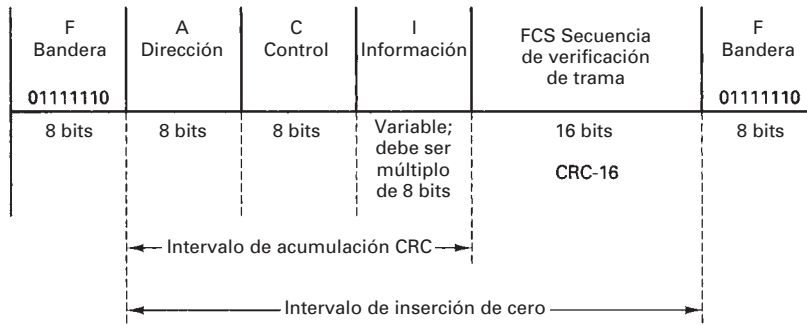 F
Bandera
01111110
8 bits
A
Dirección
8 bits
C
Control
8 bits
I
Información
Variable;
debe ser
múltiplo
de 8 bits
FCS Secuencia
de verificación
de trama
16 bits
CRC-16
F
Bandera
01111110
8 bits
Intervalo de acumulación CRC
Intervalo de inserción de cero